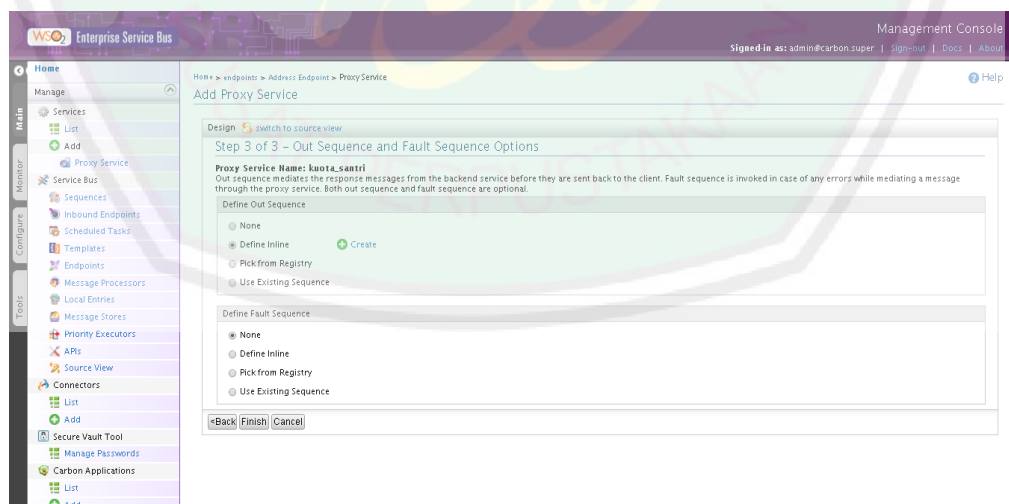 WSO2 Enterprise Service Bus
Management Console
Signed-in as: admin@carbon.super | Sign-out | Docs | About
Home
Manage
Main
Monitor
Configure
Tools
Services
List
Add
Proxy Service
Service Bus
Sequences
Inbound Endpoints
Scheduled Tasks
Templates
Endpoints
Message Processors
Local Entries
Message Stores
Priority Executors
APIs
Source View
Connectors
List
Add
Secure Vault Tool
Manage Passwords
Carbon Applications
List
Add
Home > endpoints > Address Endpoint > Proxy Service
Help
Add Proxy Service
Design switch to source view
Step 3 of 3 – Out Sequence and Fault Sequence Options
Proxy Service Name: kuota_santri
Out sequence mediates the response messages from the backend service before they are sent back to the client. Fault sequence is invoked in case of any errors while mediating a message
through the proxy service. Both out sequence and fault sequence are optional.
Define Out Sequence
None
Define Inline Create
Pick from Registry
Use Existing Sequence
Define Fault Sequence
None
Define Inline
Pick from Registry
Use Existing Sequence
<Back Finish Cancel